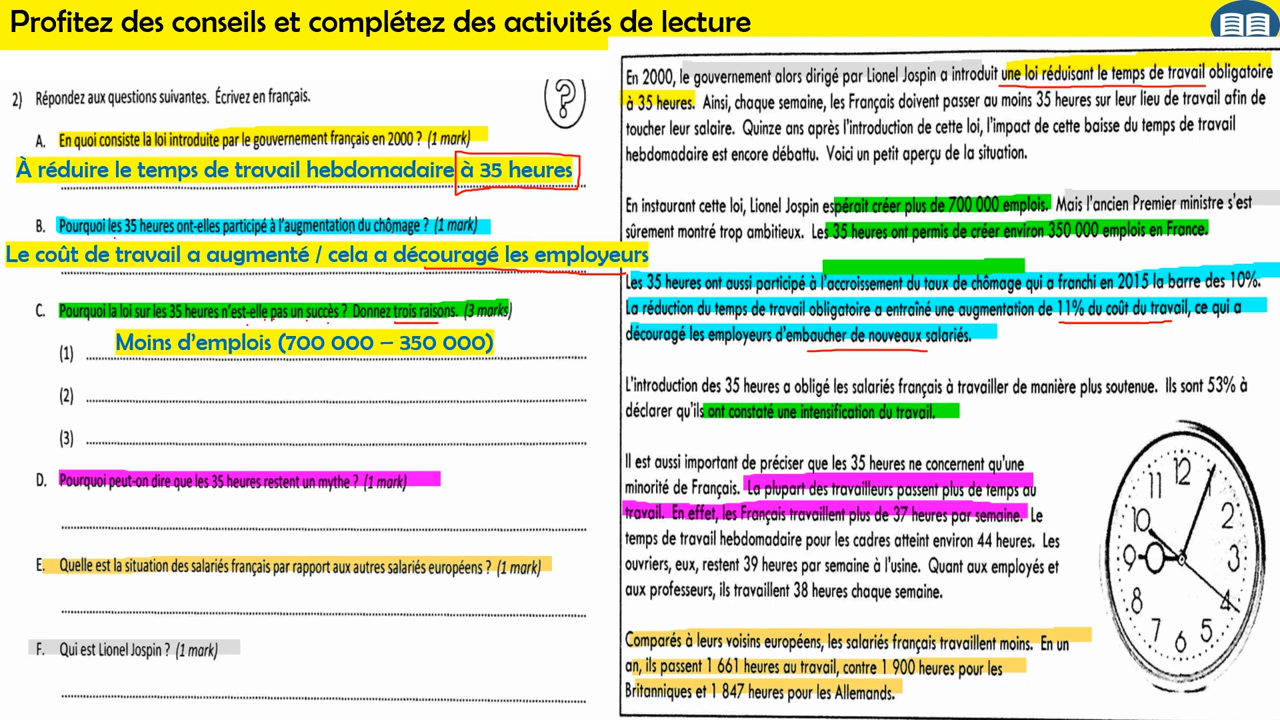 Profitez des conseils et complétez des activités de lecture
2) Répondez aux questions suivantes. Écrivez en français.
?
A. En quoi consiste la loi introduite par le gouvernement français en 2000 ? (1 mark)
À réduire le temps de travail hebdomadaire à 35 heures
B. Pourquoi les 35 heures ont-elles participé à l'augmentation du chômage ? (1 mark)
Le coût de travail a augmenté / cela a découragé les employeurs
C. Pourquoi la loi sur les 35 heures n'est-elle pas un succès ? Donnez trois raisons. (3 marks)
Moins d'emplois (700 000 – 350 000)
(1)
(2)
(3)
D. Pourquoi peut-on dire que les 35 heures restent un mythe ? (1 mark)
E. Quelle est la situation des salariés français par rapport aux autres salariés européens ? (1 mark)
F. Qui est Lionel Jospin ? (1 mark)
En 2000, le gouvernement alors dirigé par Lionel Jospin a introduit une loi réduisant le temps de travail obligatoire
à 35 heures. Ainsi, chaque semaine, les Français doivent passer au moins 35 heures sur leur lieu de travail afin de
toucher leur salaire. Quinze ans après l'introduction de cette loi, l'impact de cette baisse du temps de travail
hebdomadaire est encore débattu. Voici un petit aperçu de la situation.
En instaurant cette loi, Lionel Jospin espérait créer plus de 700 000 emplois. Mais l'ancien Premier ministre s'est
sûrement montré trop ambitieux. Les 35 heures ont permis de créer environ 350 000 emplois en France.
Les 35 heures ont aussi participé à l'accroissement du taux de chômage qui a franchi en 2015 la barre des 10%.
La réduction du temps de travail obligatoire a entraîné une augmentation de 11% du coût du travail, ce qui a
découragé les employeurs d'embaucher de nouveaux salariés.
L'introduction des 35 heures a obligé les salariés français à travailler de manière plus soutenue. Ils sont 53% à
déclarer qu'ils ont constaté une intensification du travail.
Il est aussi important de préciser que les 35 heures ne concernent qu'une
minorité de Français. La plupart des travailleurs passent plus de temps au
travail. En effet, les Français travaillent plus de 37 heures par semaine. Le
temps de travail hebdomadaire pour les cadres atteint environ 44 heures. Les
ouvriers, eux, restent 39 heures par semaine à l'usine. Quant aux employés et
aux professeurs, ils travaillent 38 heures chaque semaine.
Comparés à leurs voisins européens, les salariés français travaillent moins. En un
an, ils passent 1 661 heures au travail, contre 1 900 heures pour les
Britanniques et 1 847 heures pour les Allemands.
12
11 1
10 2
9 3
8 4
7 6 5